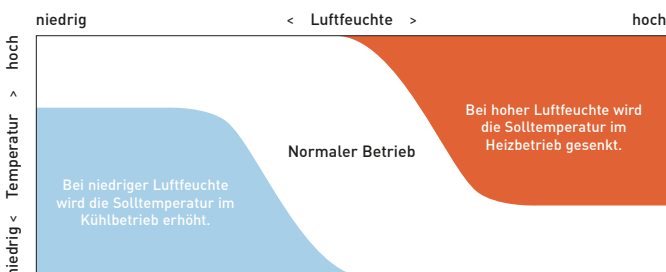 niedrig < Luftfeuchte > hoch
niedrig < Temperatur > hoch
Bei hoher Luftfeuchte wird
die Solltemperatur im
Heizbetrieb gesenkt.
Normaler Betrieb
Bei niedriger Luftfeuchte
wird die Solltemperatur im
Kühlbetrieb erhöht.